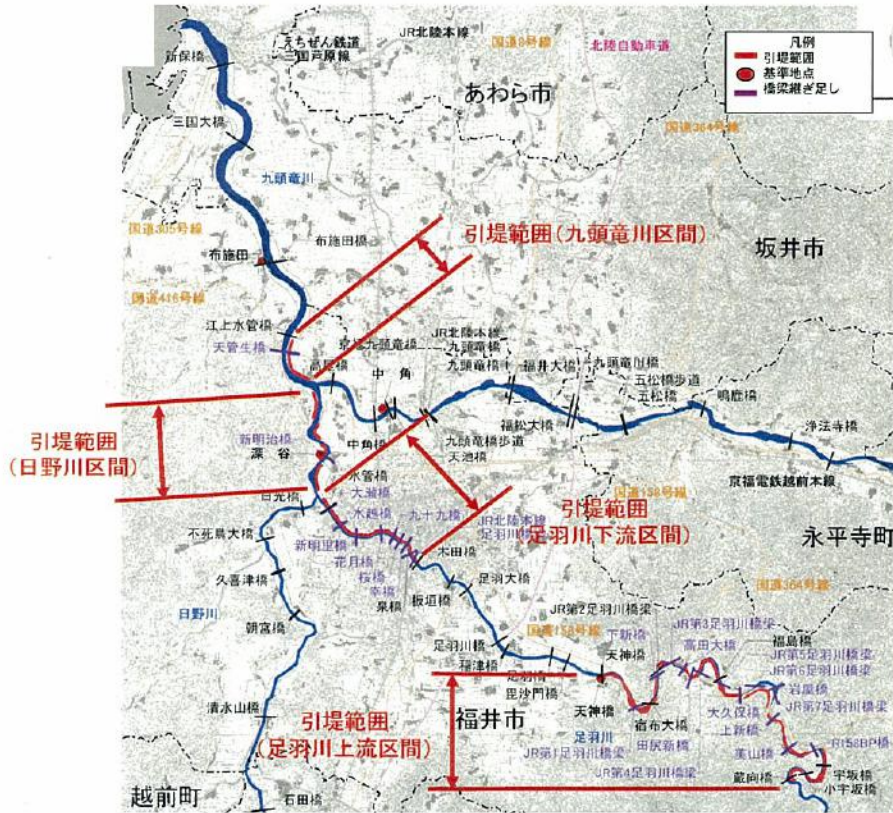 えちぜん鉄道
三国芦原線
JR北陸本線
国道8号線
北陸自動車道
凡例
引堤範囲
基準地点
橋梁継ぎ足し
新保橋
あわら市
国道364号線
三国大橋
九頭竜川
国道305号線
布施田橋
布施田
引堤範囲(九頭竜川区間)
坂井市
国道416号線
江上水管橋
天菅生橋
京福九頭竜橋
JR北陸本線
九頭竜橋
高屋橋
中角
九頭竜橋
福井大橋
九頭竜川橋
五松橋歩道
五松橋
鳴鹿橋
引堤範囲
(日野川区間)
新明治橋
深谷
中角橋
九頭竜橋歩道
天池橋
福松大橋
浄法寺橋
京福電鉄越前本線
水管橋
日光橋
大瀬橋
水越橋
九十九橋
JR北陸本線
足羽川橋
引堤範囲
足羽川下流区間)
国道158号線
永平寺町
不死鳥大橋
新明里橋
花月橋
桜橋
幸橋
泉橋
木田橋
足羽大橋
板垣橋
国道364号線
久喜津橋
日野川
朝宮橋
JR第2足羽川橋梁
国道158号線
下新橋
天神橋
JR第3足羽川橋梁
高田大橋
福島橋
JR第5足羽川橋梁
JR第6足羽川橋梁
岩屋橋
JR第7足羽川橋梁
足羽川橋
稲津橋
足羽橋
毘沙門橋
清水山橋
引堤範囲
(足羽川上流区間)
福井市
足羽川
天神橋
宿布大橋
田尻新橋
JR第1足羽川橋梁
JR第4足羽川橋梁
大久保橋
上新橋
R158BP橋
蔵向橋
宇坂橋
小宇坂橋
越前町
石田橋